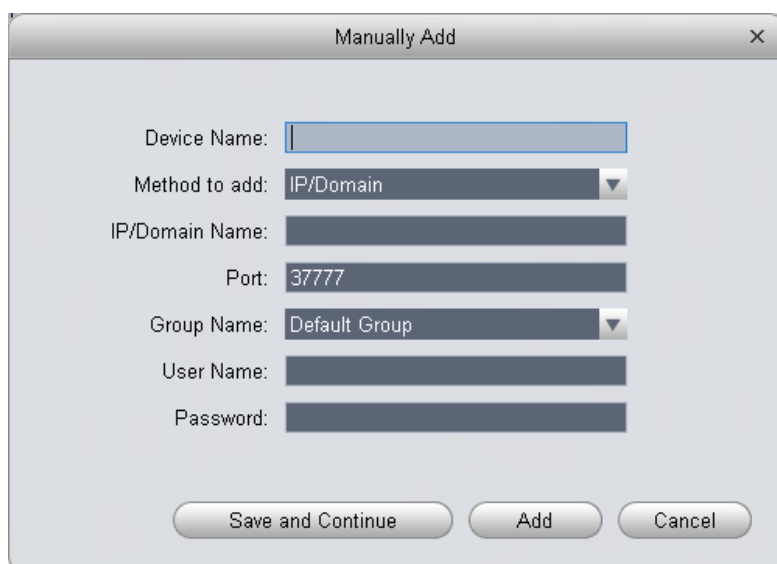 Manually Add
Device Name:
Method to add: IP/Domain
IP/Domain Name:
Port: 37777
Group Name: Default Group
User Name:
Password:
Save and Continue Add Cancel